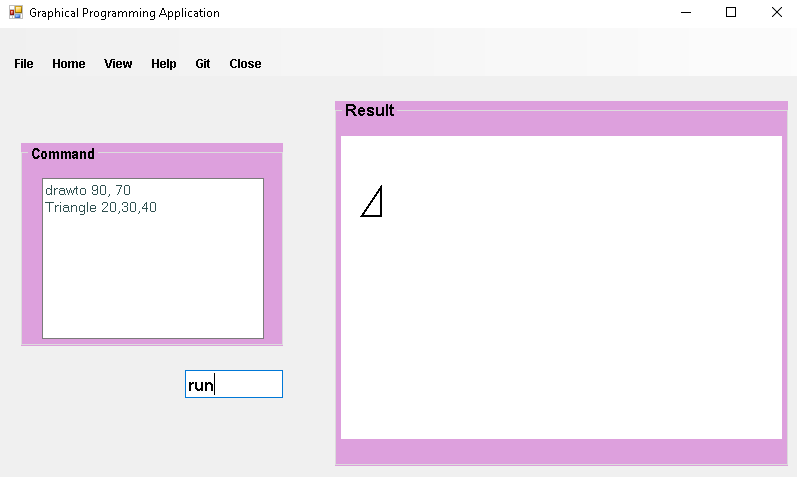 Graphical Programming Application
File Home View Help Git Close
Command
drawto 90, 70
Triangle 20,30,40
run
Result